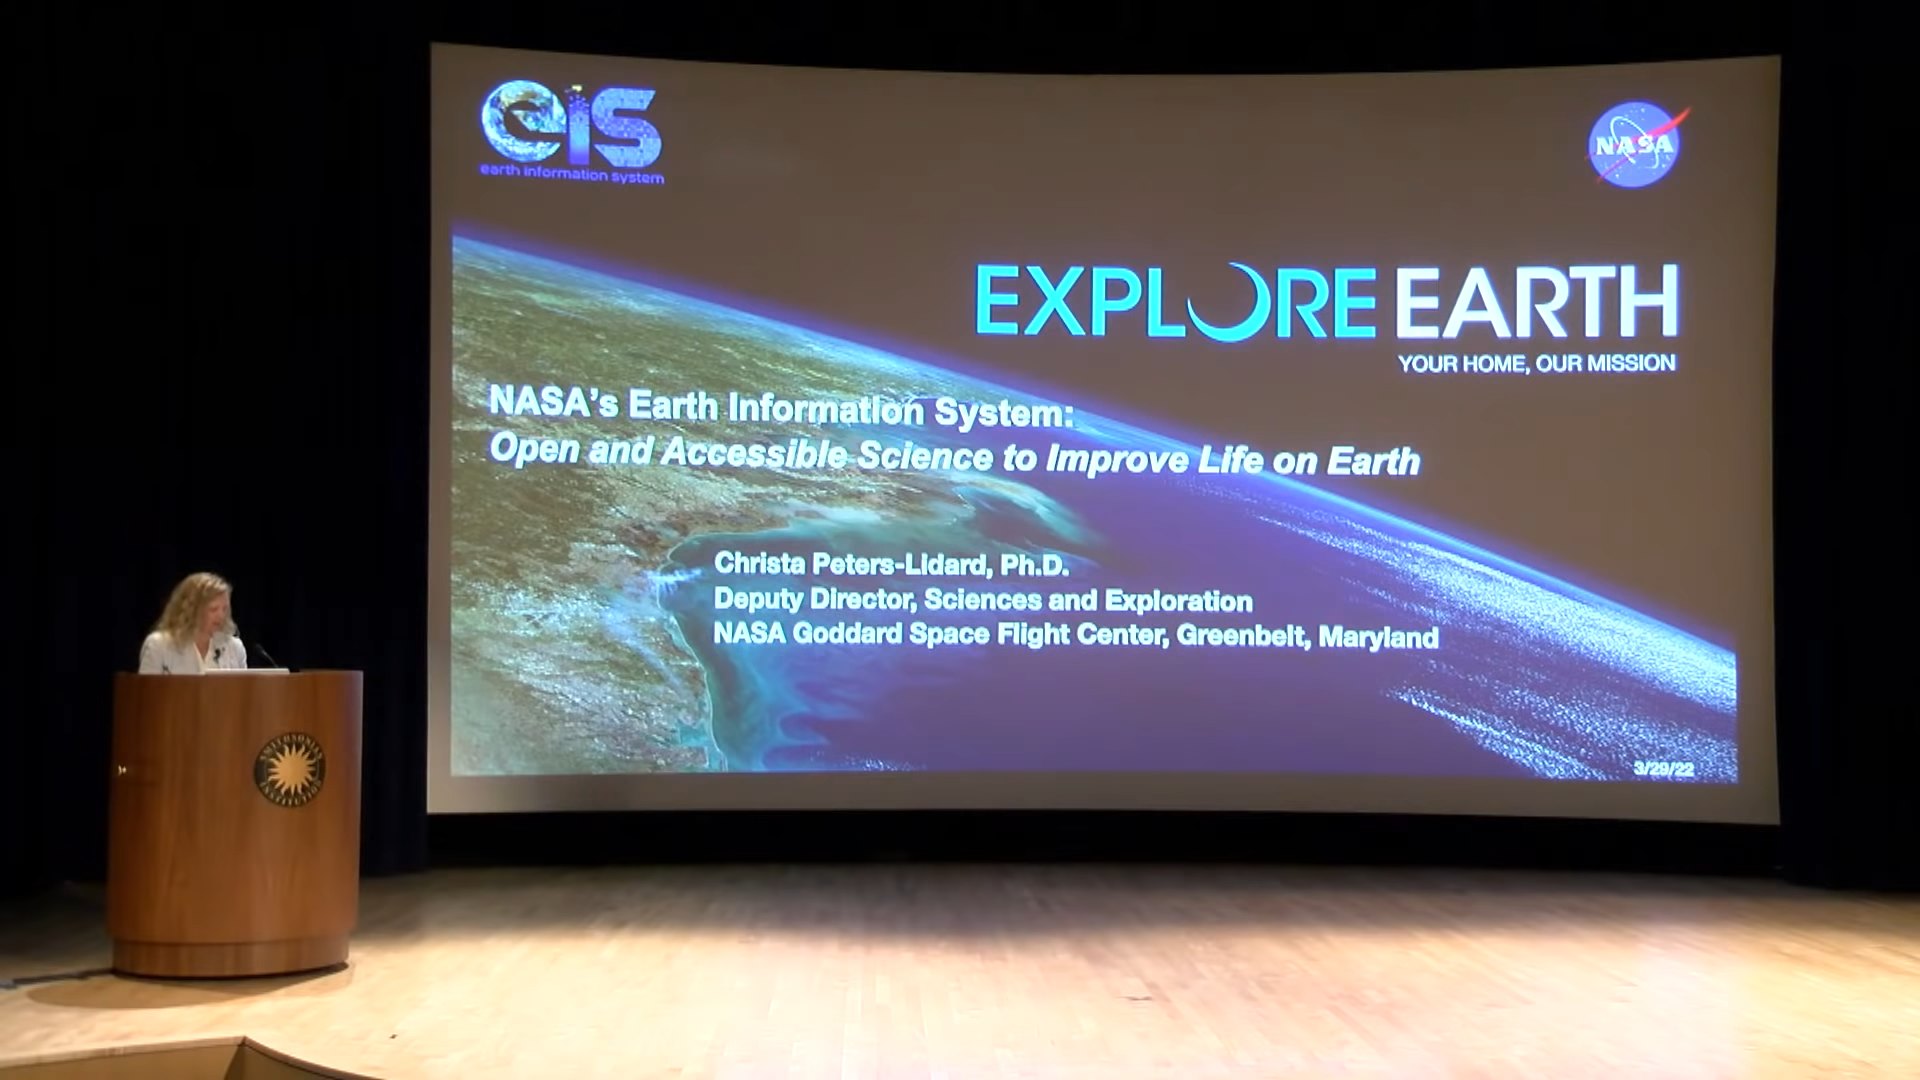 eis
earth information system
NASA
EXPLORE EARTH
YOUR HOME, OUR MISSION
NASA's Earth Information System:
Open and Accessible Science to Improve Life on Earth
Christa Peters-Lidard, Ph.D.
Deputy Director, Sciences and Exploration
NASA Goddard Space Flight Center, Greenbelt, Maryland
3/29/22
SMITHSONIAN
INSTITUTION